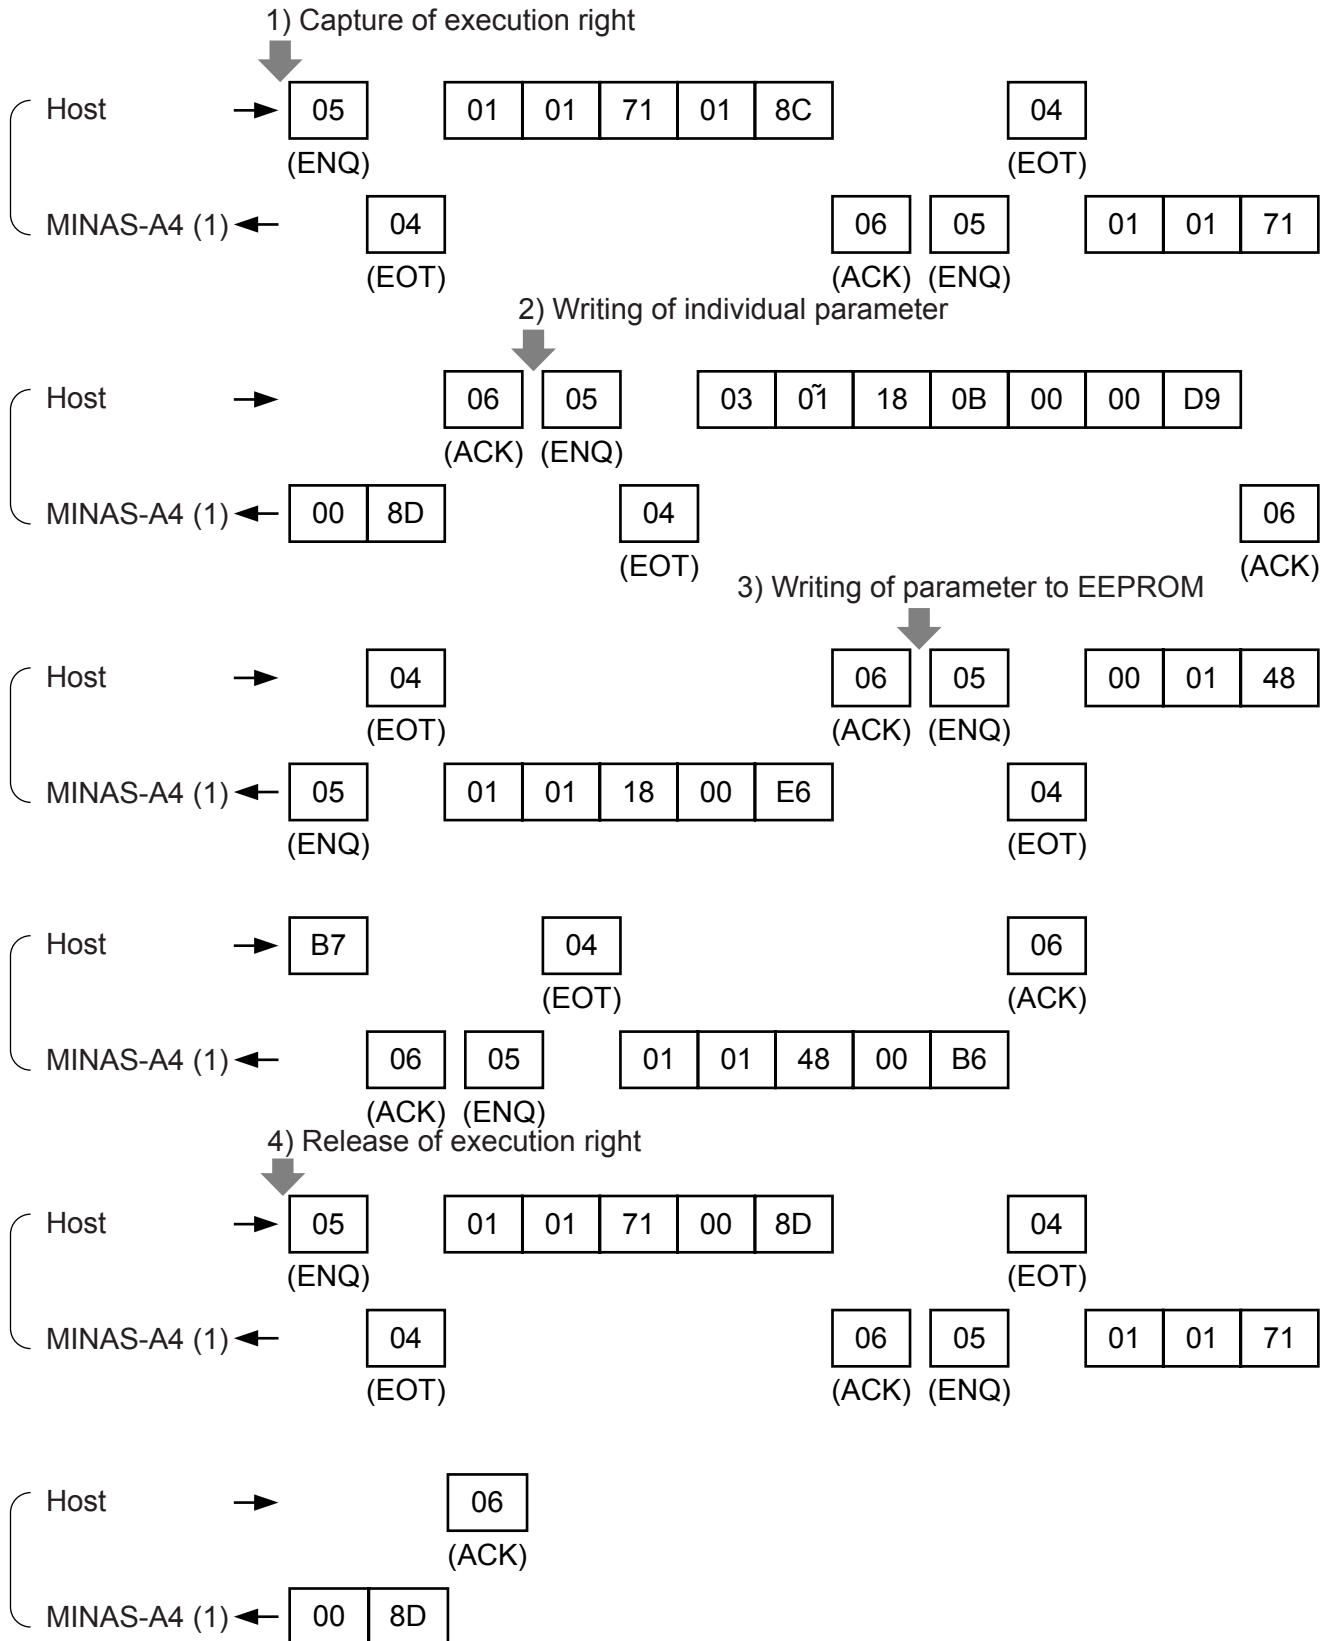 1) Capture of execution right
Host 05 01 01 71 01 8C 04
(ENQ) (EOT)
MINAS-A4 (1) 04 06 05 01 01 71
(EOT) (ACK) (ENQ)
2) Writing of individual parameter
Host 06 05 03 01 18 0B 00 00 D9
(ACK) (ENQ)
MINAS-A4 (1) 00 8D 04 06
(EOT) (ACK)
3) Writing of parameter to EEPROM
Host 04 06 05 00 01 48
(EOT) (ACK) (ENQ)
MINAS-A4 (1) 05 01 01 18 00 E6 04
(ENQ) (EOT)
Host B7 04 06
(EOT) (ACK)
MINAS-A4 (1) 06 05 01 01 48 00 B6
(ACK) (ENQ)
4) Release of execution right
Host 05 01 01 71 00 8D 04
(ENQ) (EOT)
MINAS-A4 (1) 04 06 05 01 01 71
(EOT) (ACK) (ENQ)
Host 06
(ACK)
MINAS-A4 (1) 00 8D